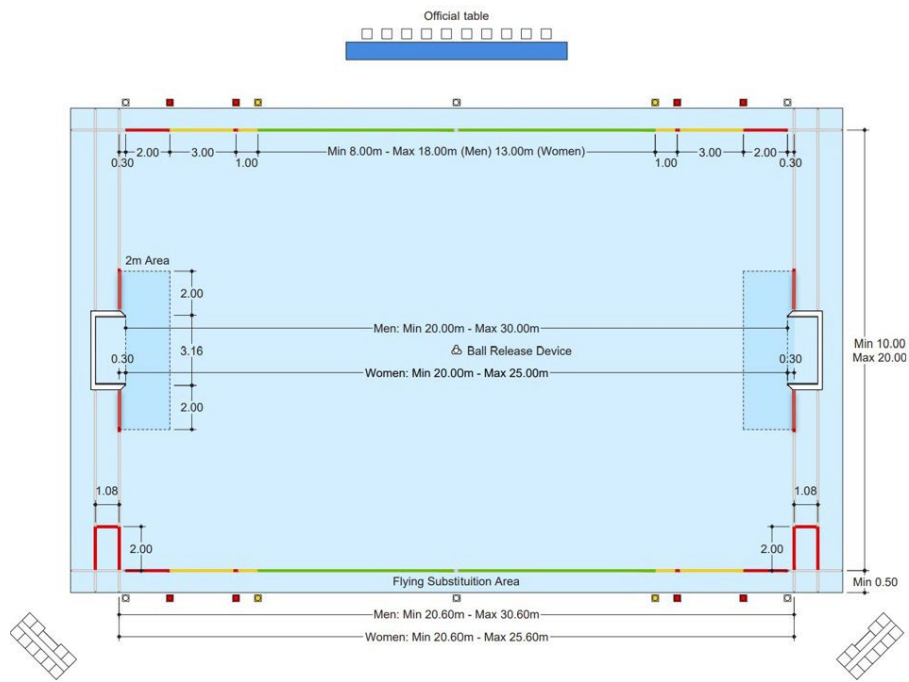 Official table
2.00
3.00
Min 8.00m - Max 18.00m (Men) 13.00m (Women)
3.00
2.00
0.30
1.00
1.00
0.30
2m Area
2.00
Men: Min 20.00m - Max 30.00m
Min 10.00
Max 20.00
3.16
Ball Release Device
0.30
0.30
Women: Min 20.00m - Max 25.00m
2.00
1.08
1.08
2.00
2.00
Flying Substituition Area
Min 0.50
Men: Min 20.60m - Max 30.60m
Women: Min 20.60m - Max 25.60m